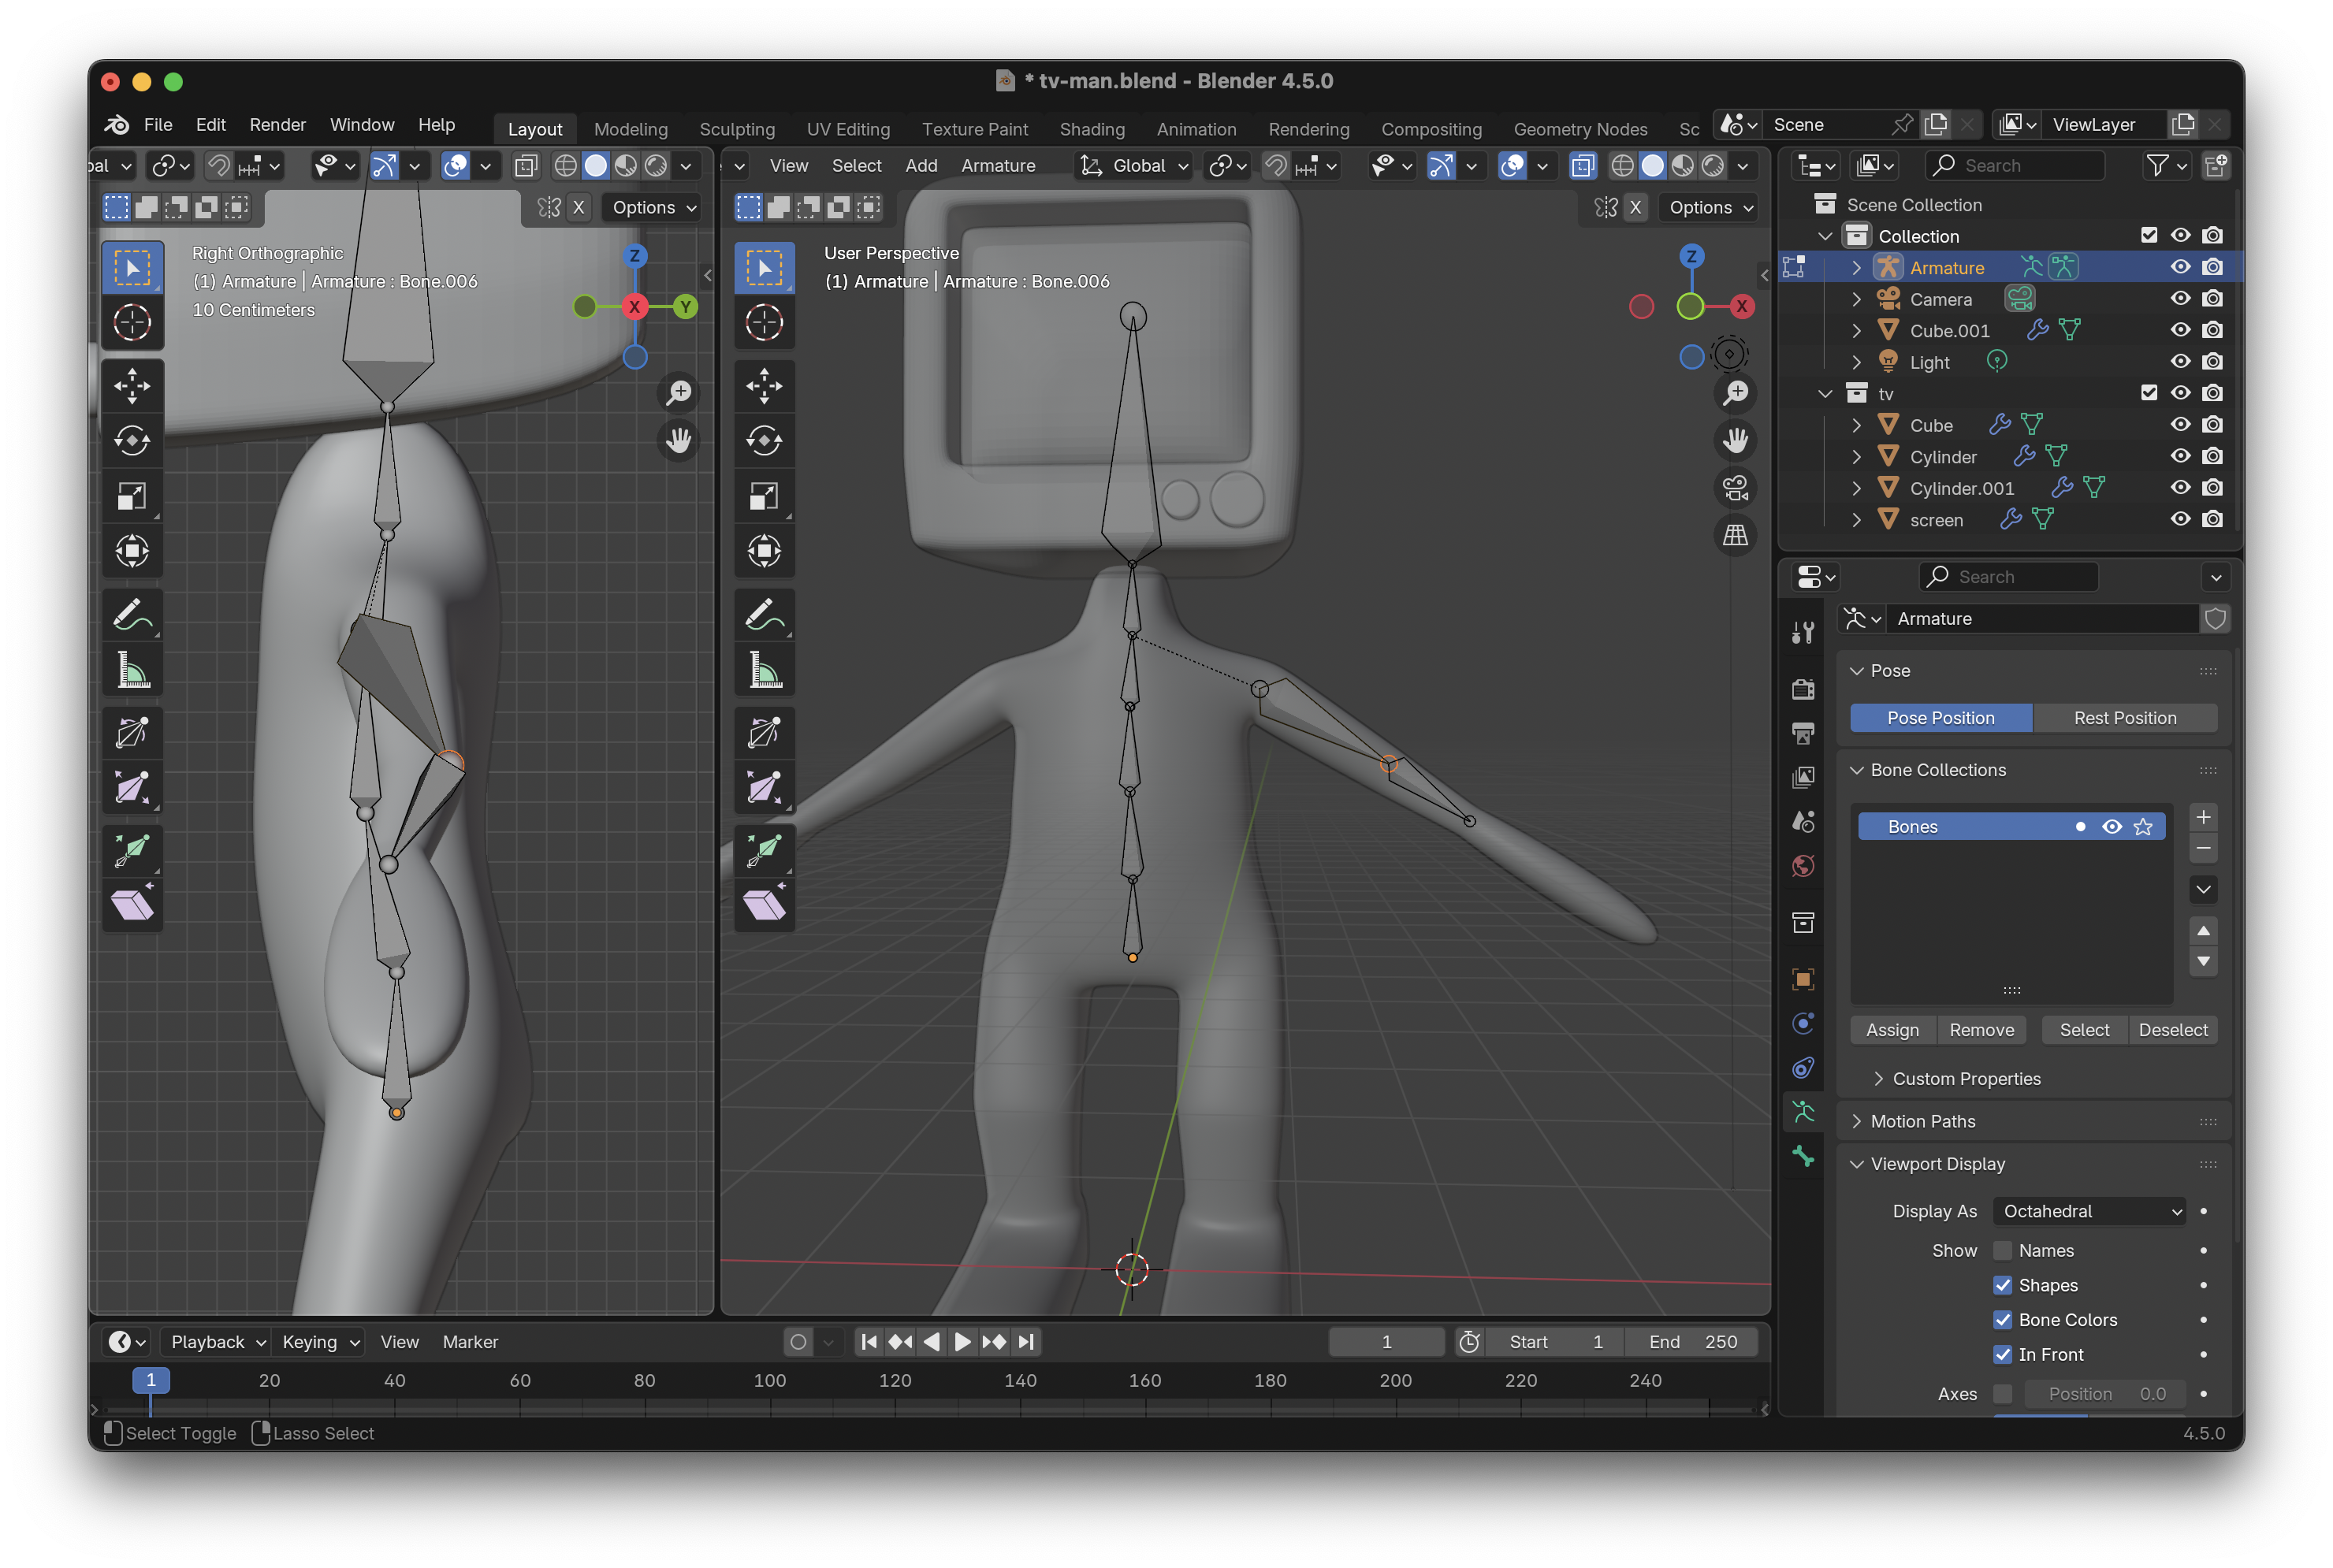 * tv-man.blend - Blender 4.5.0
File Edit Render Window Help Layout Modeling Sculpting UV Editing Texture Paint Shading Animation Rendering Compositing Geometry Nodes Sc Scene ViewLayer
bal
View Select Add Armature Global
Search
X Options
X Options
Right Orthographic
(1) Armature | Armature : Bone.006
10 Centimeters
Z
X
Y
User Perspective
(1) Armature | Armature : Bone.006
Z
X
Scene Collection
Collection
Armature
Camera
Cube.001
Light
tv
Cube
Cylinder
Cylinder.001
screen
Search
Armature
Pose
Pose Position Rest Position
Bone Collections
Bones
Assign Remove Select Deselect
Custom Properties
Motion Paths
Viewport Display
Display As Octahedral
Show Names
Shapes
Bone Colors
In Front
Axes Position 0.0
Playback Keying View Marker 1 Start 1 End 250
1 20 40 60 80 100 120 140 160 180 200 220 240
Select Toggle Lasso Select 4.5.0